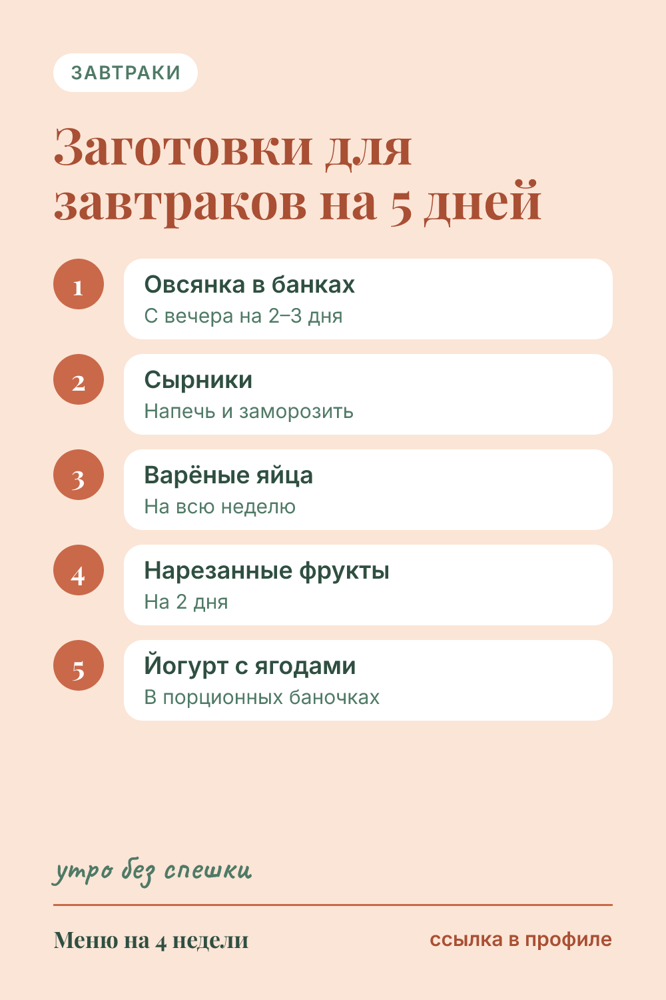 ЗАВТРАКИ
Заготовки для
завтраков на 5 дней
1
Овсянка в банках
С вечера на 2–3 дня
2
Сырники
Напечь и заморозить
3
Варёные яйца
На всю неделю
4
Нарезанные фрукты
На 2 дня
5
Йогурт с ягодами
В порционных баночках
утро без спешки
Меню на 4 недели
ссылка в профиле